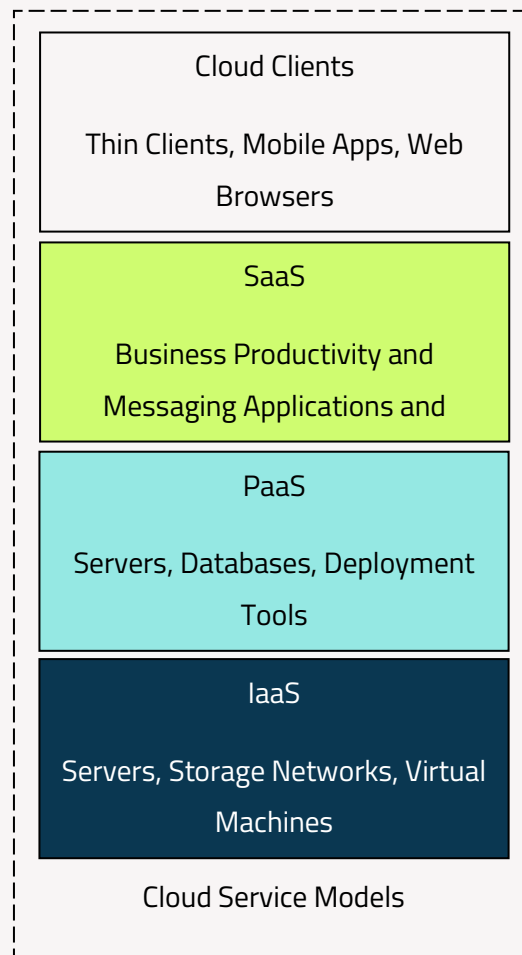 Cloud Clients
Thin Clients, Mobile Apps, Web
Browsers
SaaS
Business Productivity and
Messaging Applications and
PaaS
Servers, Databases, Deployment
Tools
IaaS
Servers, Storage Networks, Virtual
Machines
Cloud Service Models